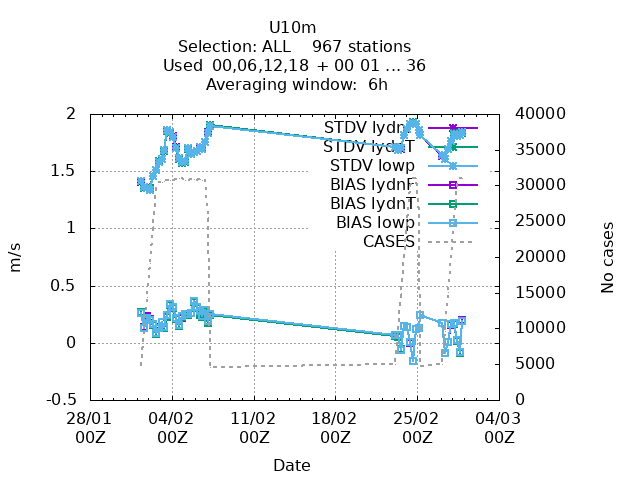 U10m
Selection: ALL 967 stations
Used 00,06,12,18 + 00 01 ... 36
Averaging window: 6h
STDV lydnF
STDV lydnT
STDV lowp
BIAS lydnF
BIAS lydnT
BIAS lowp
CASES
2
1.5
1
0.5
0
-0.5
m/s
40000
35000
30000
25000
20000
15000
10000
5000
0
No cases
28/01 04/02 11/02 18/02 25/02 04/03
00Z 00Z 00Z 00Z 00Z 00Z
Date